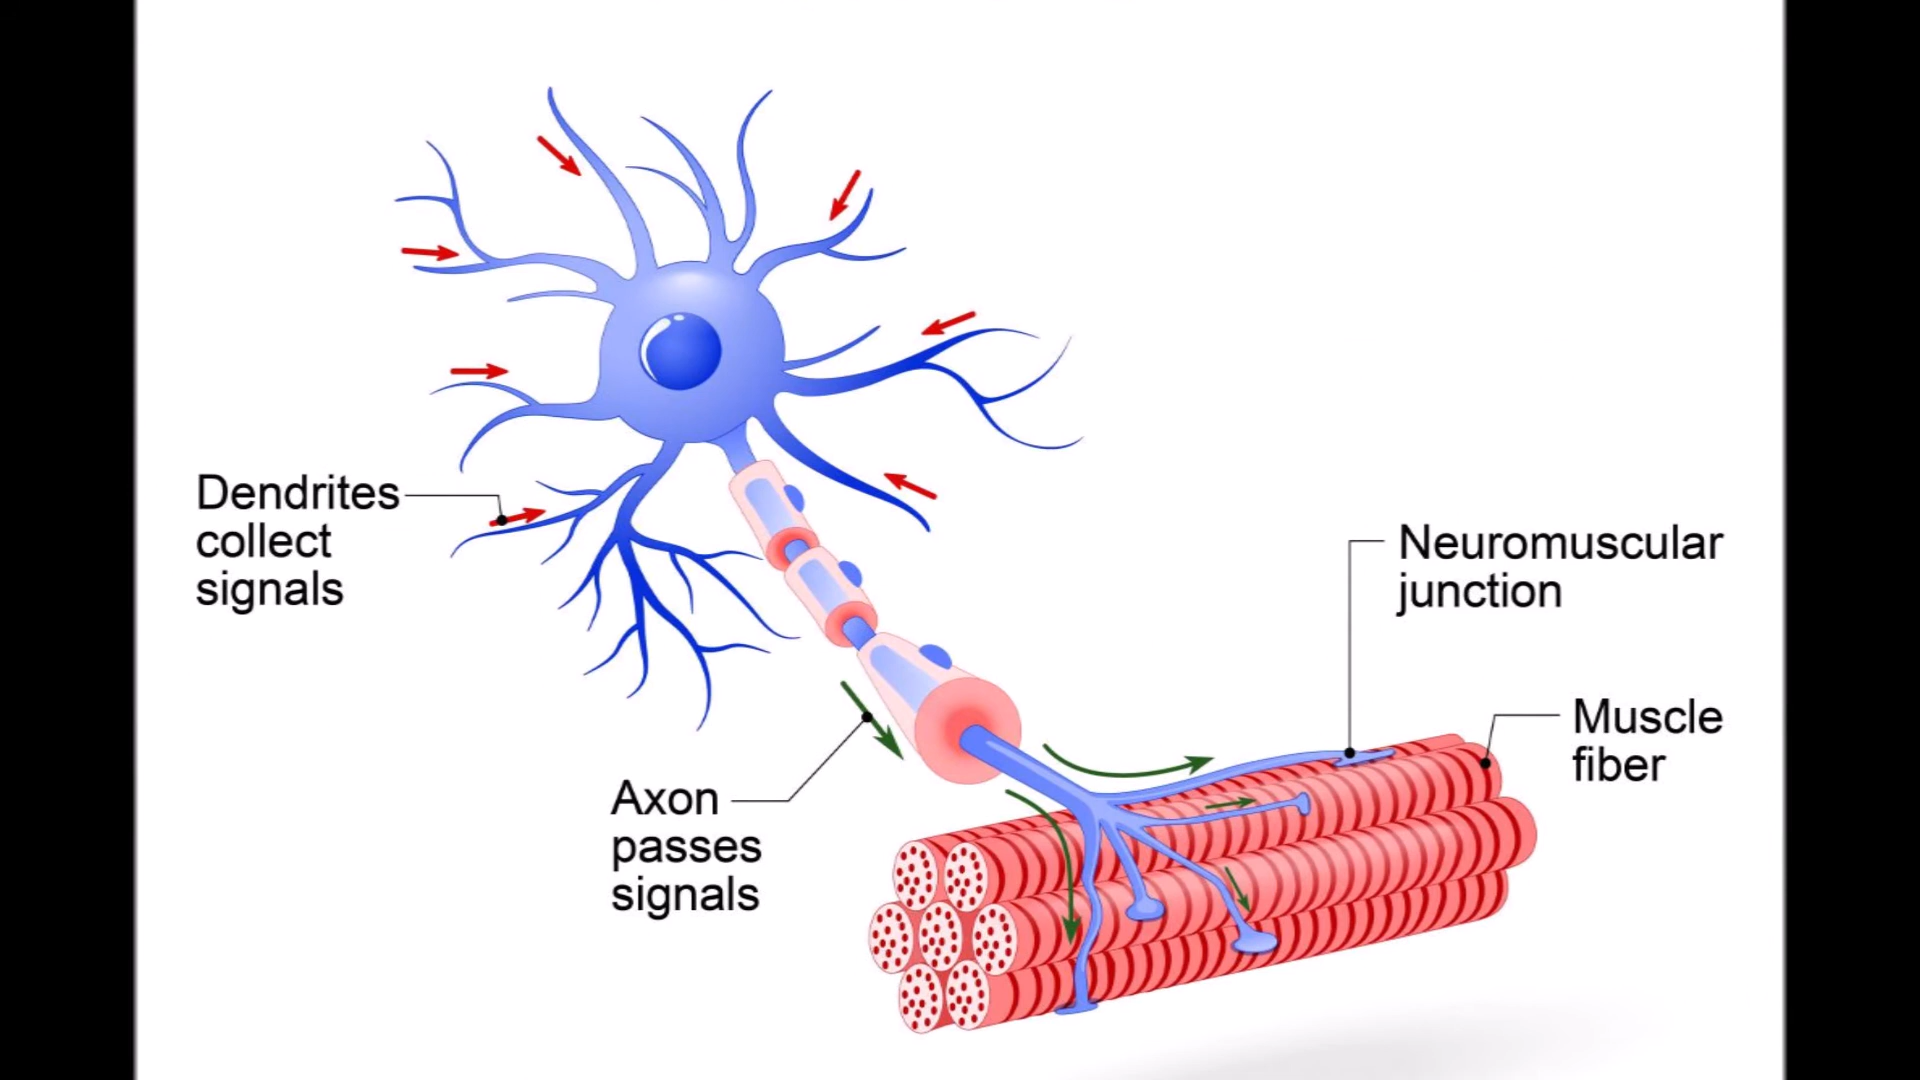 Dendrites
collect
signals
Neuromuscular
junction
Muscle
fiber
Axon
passes
signals